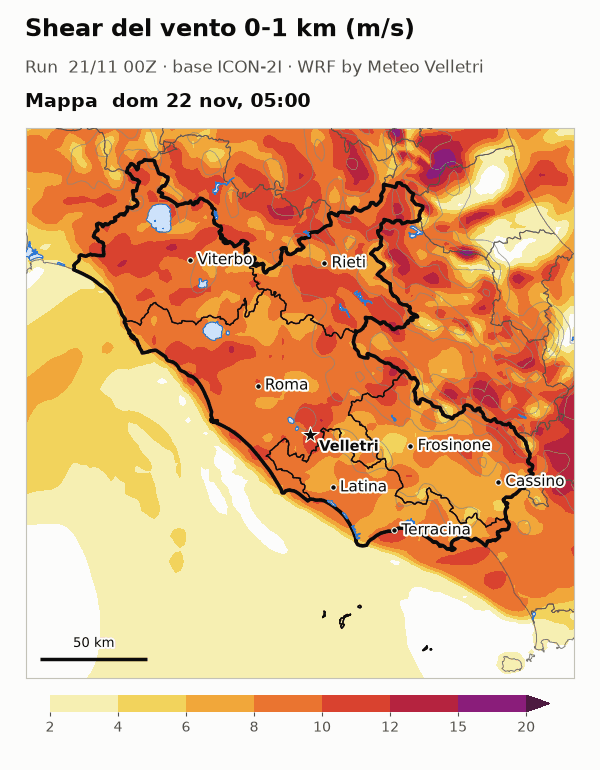 Shear del vento 0-1 km (m/s)
Run  21/11 00Z · base ICON-2I · WRF by Meteo Velletri
Mappa  dom 22 nov, 05:00
Viterbo
Rieti
Roma
Velletri
Frosinone
Latina
Cassino
Terracina
50 km
2 4 6 8 10 12 15 20